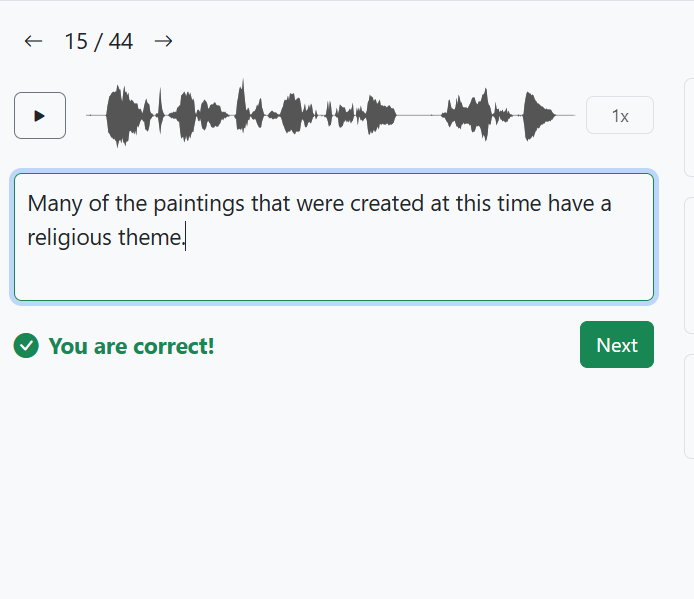 ← 15 / 44 →
1x
Many of the paintings that were created at this time have a
religious theme.
You are correct!
Next